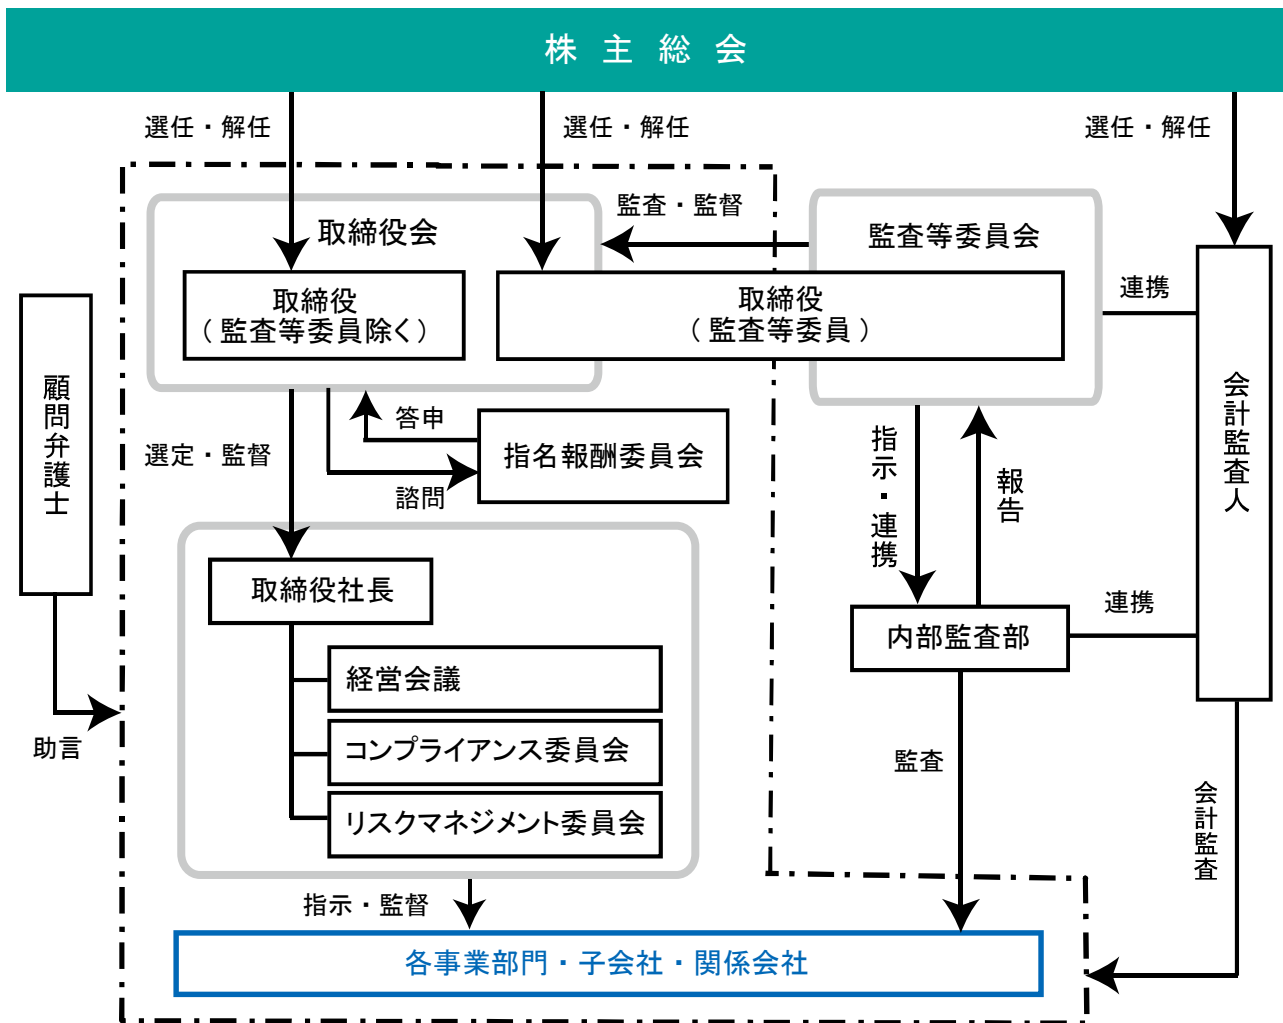 株主総会
選任・解任
選任・解任
選任・解任
取締役会
監査・監督
監査等委員会
取締役
（監査等委員除く）
取締役
（監査等委員）
連携
顧問弁護士
会計監査人
選定・監督
答申
指名報酬委員会
諮問
指示・連携
報告
取締役社長
内部監査部
連携
経営会議
コンプライアンス委員会
リスクマネジメント委員会
助言
監査
会計監査
指示・監督
各事業部門・子会社・関係会社